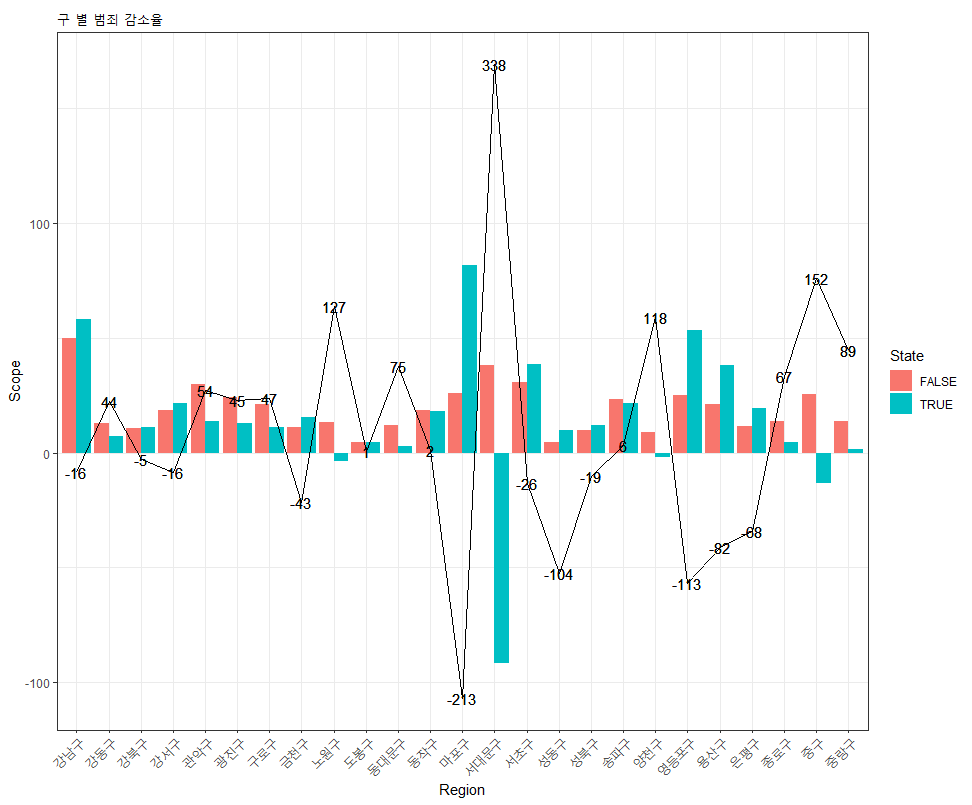 구 별 범죄 감소율
338
152
127
118
100
89
75
67
54
44
45
47
6
2
1
0
-5
-16
-16
-19
-26
-43
-68
-82
-104
-113
-213
-100
Scope
State
FALSE
TRUE
강남구
강동구
강북구
강서구
관악구
광진구
구로구
금천구
노원구
도봉구
동대문구
동작구
마포구
서대문구
서초구
성동구
성북구
송파구
양천구
영등포구
용산구
은평구
종로구
중구
중랑구
Region